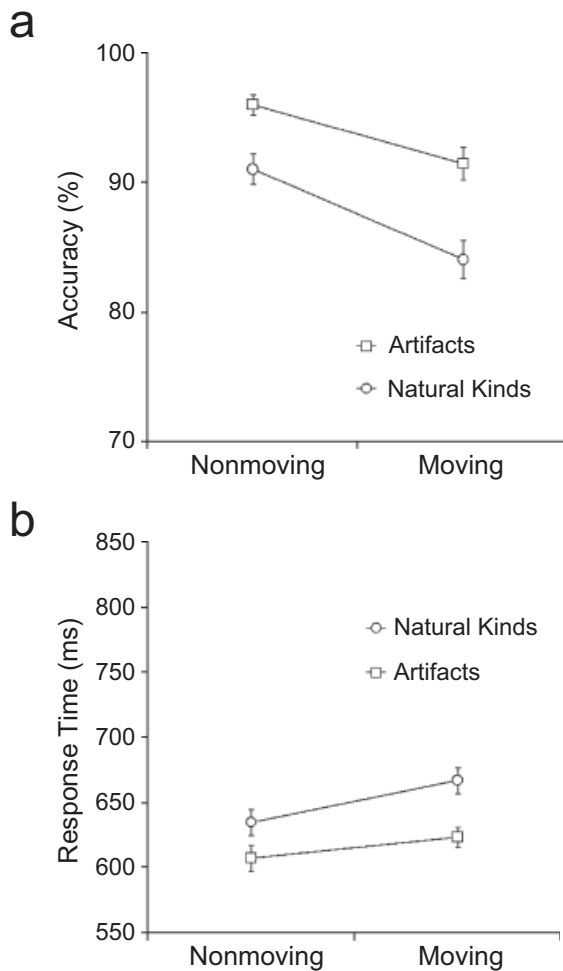 a
100
90
80
70
Accuracy (%)
Artifacts
Natural Kinds
Nonmoving Moving
b
850
800
750
700
650
600
550
Response Time (ms)
Natural Kinds
Artifacts
Nonmoving Moving